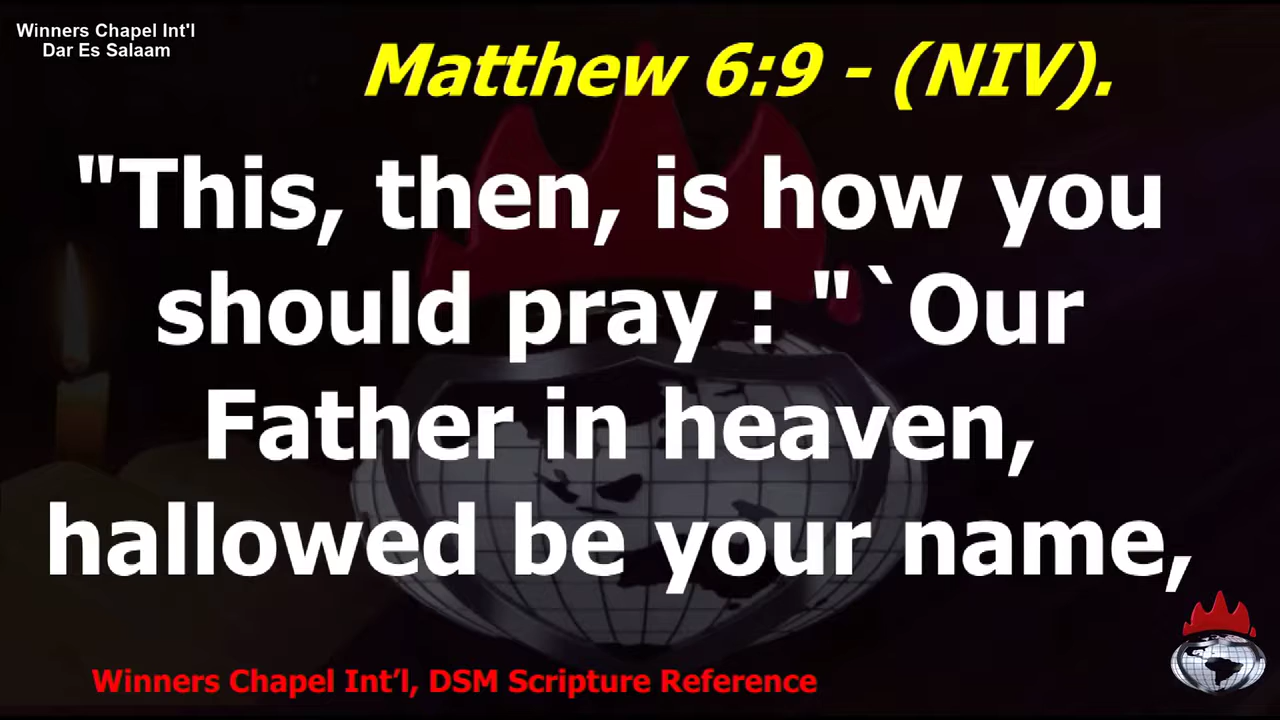 Winners Chapel Int'l
Dar Es Salaam
Matthew 6:9 - (NIV).
"This, then, is how you
should pray : "`Our
Father in heaven,
hallowed be your name,
Winners Chapel Int’l, DSM Scripture Reference